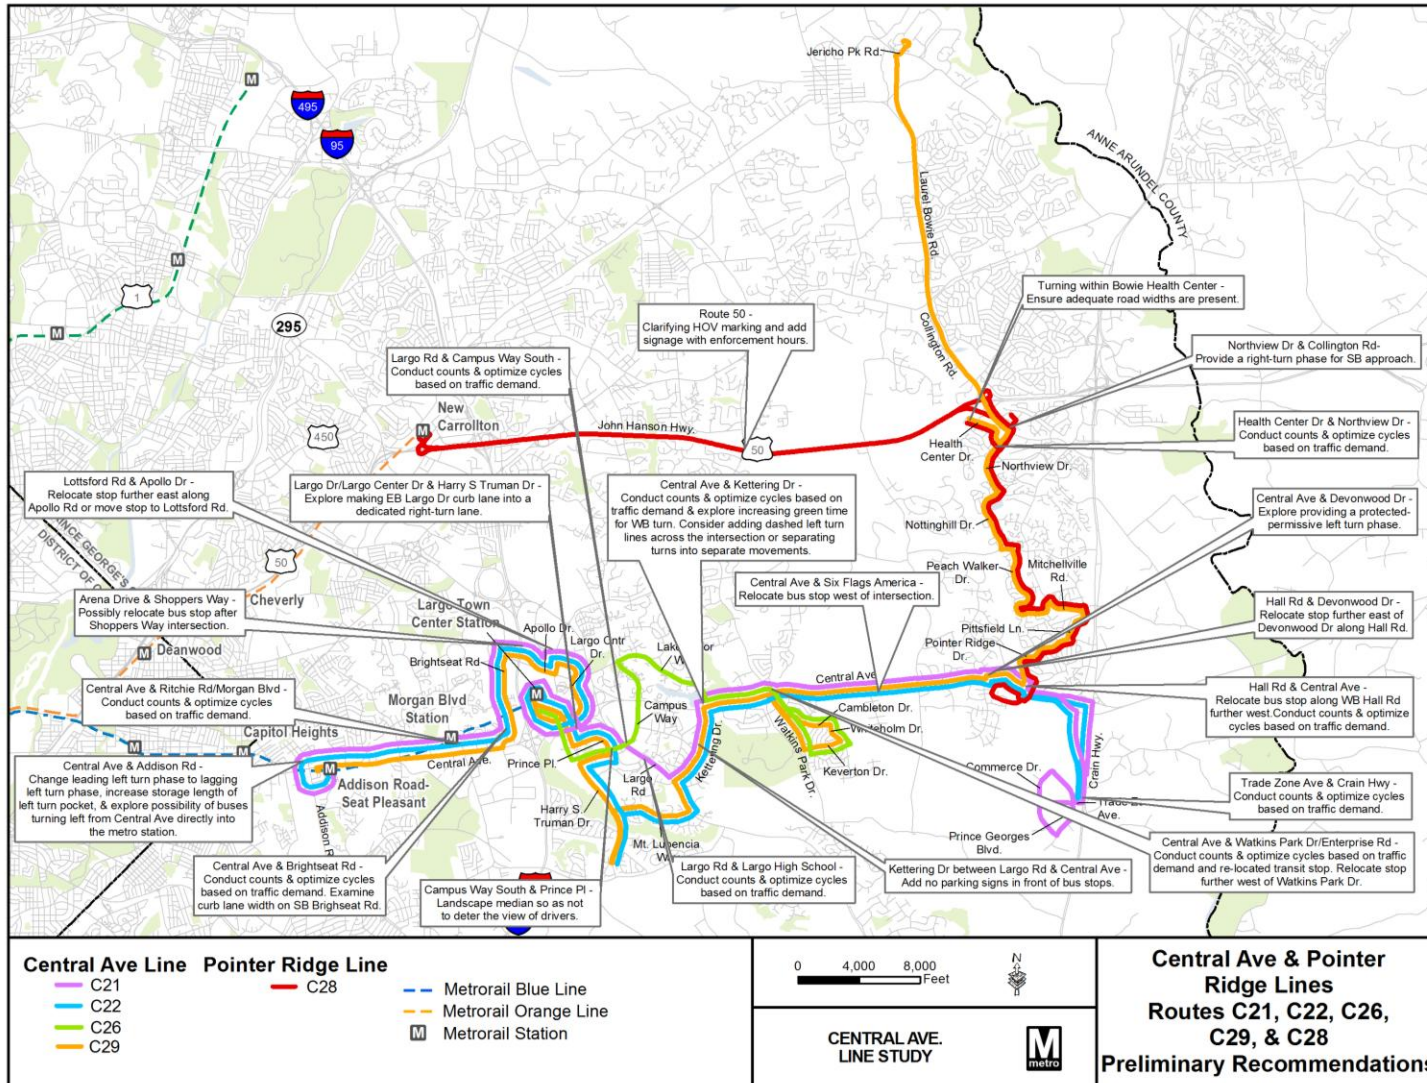 Jericho Pk Rd.
495
95
ANNE ARUNDEL COUNTY
Laurel Bowie Rd.
1
295
Turning within Bowie Health Center -
Ensure adequate road widths are present.
Route 50 -
Clarifying HOV marking and add
signage with enforcement hours.
Northview Dr & Collington Rd-
Provide a right-turn phase for SB approach.
Largo Rd & Campus Way South -
Conduct counts & optimize cycles
based on traffic demand.
Collington Rd.
New
Carrollton
450
John Hanson Hwy.
50
Health
Center Dr.
Northview Dr.
Health Center Dr & Northview Dr -
Conduct counts & optimize cycles
based on traffic demand.
Lottsford Rd & Apollo Dr -
Relocate stop further east along
Apollo Rd or move stop to Lottsford Rd.
Largo Dr/Largo Center Dr & Harry S Truman Dr -
Explore making EB Largo Dr curb lane into a
dedicated right-turn lane.
Central Ave & Kettering Dr -
Conduct counts & optimize cycles based on
traffic demand & explore increasing green time
for WB turn. Consider adding dashed left turn
lines across the intersection or separating
turns into separate movements.
Nottinghill Dr.
Central Ave & Devonwood Dr -
Explore providing a protected-
permissive left turn phase.
DISTRICT OF
50
Cheverly
Peach Walker
Dr.
Mitchellville
Rd.
Arena Drive & Shoppers Way -
Possibly relocate bus stop after
Shoppers Way intersection.
Largo Town
Center Station
Apollo Dr.
Largo Cntr
Dr.
Central Ave & Six Flags America -
Relocate bus stop west of intersection.
Hall Rd & Devonwood Dr -
Relocate stop further east of
Devonwood Dr along Hall Rd.
Deanwood
Brightseat Rd
Pittsfield Ln.
Pointer Ridge
Dr.
Central Ave & Ritchie Rd/Morgan Blvd -
Conduct counts & optimize cycles
based on traffic demand.
Morgan Blvd
Station
Central Ave
Campus
Way
Cambleton Dr.
Whiteholm Dr.
Hall Rd & Central Ave -
Relocate bus stop along WB Hall Rd
further west.Conduct counts & optimize
cycles based on traffic demand.
Capitol Heights
Central Ave.
Prince Pl.
Kettering Dr.
Watkins Park Dr.
Keverton Dr.
Crain Hwy.
Central Ave & Addison Rd -
Change leading left turn phase to lagging
left turn phase, increase storage length of
left turn pocket, & explore possibility of buses
turning left from Central Ave directly into
the metro station.
Addison Road-
Seat Pleasant
Largo
Rd
Commerce Dr.
Trade Zone Ave & Crain Hwy -
Conduct counts & optimize cycles
based on traffic demand.
Harry S
Truman Dr.
Ave.
Prince Georges
Blvd.
Mt. Lubencia
Central Ave & Brightseat Rd -
Conduct counts & optimize cycles
based on traffic demand. Examine
curb lane width on SB Brightseat Rd.
Campus Way South & Prince Pl -
Landscape median so as not
to deter the view of drivers.
Largo Rd & Largo High School -
Conduct counts & optimize cycles
based on traffic demand.
Kettering Dr between Largo Rd & Central Ave -
Add no parking signs in front of bus stops.
Central Ave & Watkins Park Dr/Enterprise Rd -
Conduct counts & optimize cycles based on traffic
demand and re-located transit stop. Relocate stop
further west of Watkins Park Dr.
Central Ave Line
C21
C22
C26
C29
Pointer Ridge Line
C28
Metrorail Blue Line
Metrorail Orange Line
M Metrorail Station
0 4,000 8,000
Feet
N
CENTRAL AVE.
LINE STUDY
M
metro
Central Ave & Pointer
Ridge Lines
Routes C21, C22, C26,
C29, & C28
Preliminary Recommendations